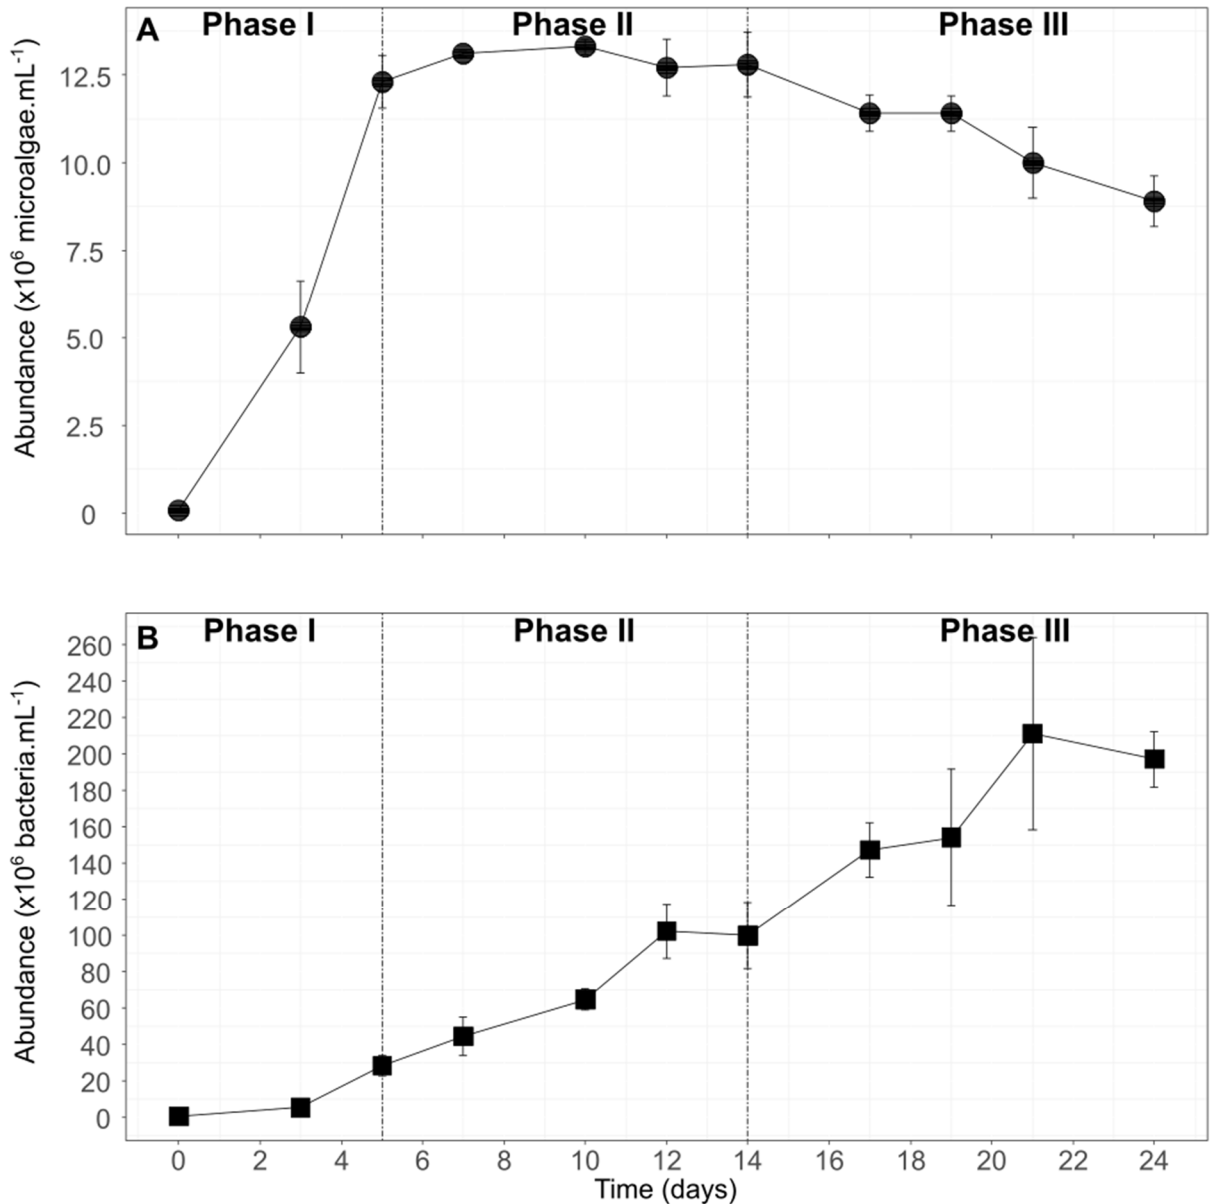 A
Phase I
Phase II
Phase III
Abundance (x10⁶ microalgae.mL⁻¹)
12.5
10.0
7.5
5.0
2.5
0
B
Phase I
Phase II
Phase III
Abundance (x10⁶ bacteria.mL⁻¹)
260
240
220
200
180
160
140
120
100
80
60
40
20
0
0 2 4 6 8 10 12 14 16 18 20 22 24
Time (days)